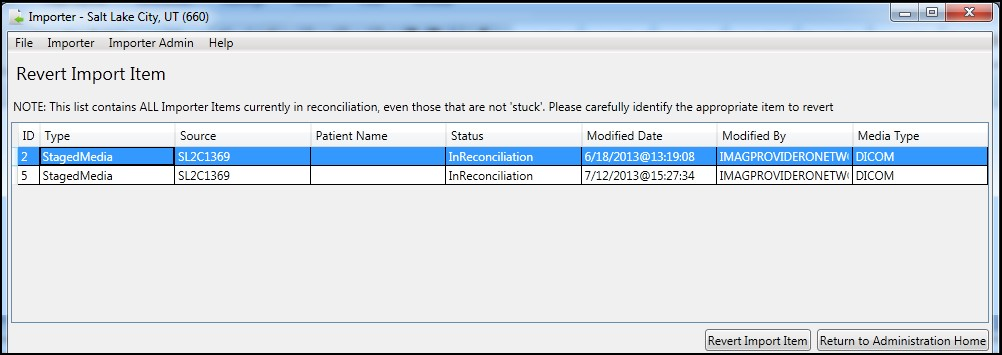 Importer - Salt Lake City, UT (660)
File Importer Importer Admin Help
Revert Import Item
NOTE: This list contains ALL Importer Items currently in reconciliation, even those that are not 'stuck'. Please carefully identify the appropriate item to revert
ID Type Source Patient Name Status Modified Date Modified By Media Type
2 StagedMedia SL2C1369 InReconciliation 6/18/2013@13:19:08 IMAGPROVIDERONETWO DICOM
5 StagedMedia SL2C1369 InReconciliation 7/12/2013@15:27:34 IMAGPROVIDERONETWO DICOM
Revert Import Item Return to Administration Home